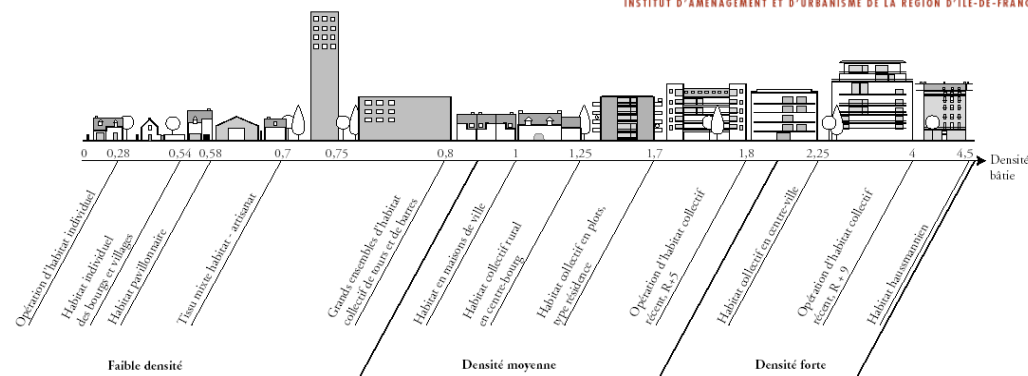 INSTITUT D'AMENAGEMENT ET D'URBANISME DE LA REGION D'ILE-DE-FRANC
0
0,28
0,54
0,58
0,7
0,75
0,8
1
1,25
1,7
1,8
2,25
4
4,5
Densité
bâtie
Opération d'habitat individuel
Habitat individuel
des bourgs et villages
Habitat pavillonnaire
Tissu mixte habitat - artisanat
Grands ensembles d'habitat
collectif de tours et de barres
Habitat en maisons de ville
Habitat collectif rural
en centre-bourg
Habitat collectif en plots,
type résidence
Opération d'habitat collectif
récent, R+5
Habitat collectif en centre-ville
Opération d'habitat collectif
récent, R + 9
Habitat haussmannien
Faible densité
Densité moyenne
Densité forte